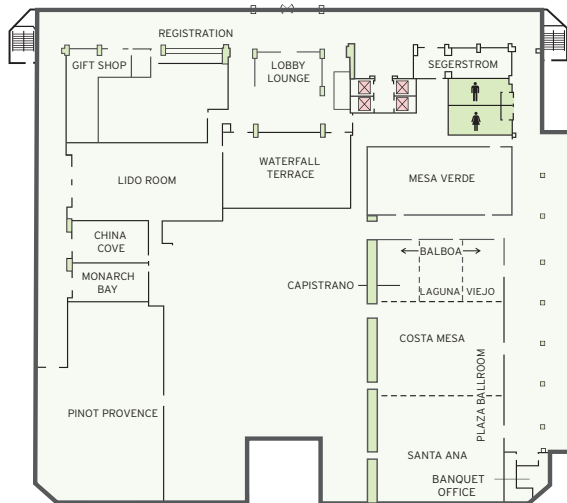 REGISTRATION
GIFT SHOP
LOBBY
LOUNGE
SEGERSTROM
WATERFALL
TERRACE
LIDO ROOM
MESA VERDE
CHINA
COVE
BALBOA
MONARCH
BAY
CAPISTRANO
LAGUNA VIEJO
COSTA MESA
PLAZA BALLROOM
PINOT PROVENCE
SANTA ANA
BANQUET
OFFICE